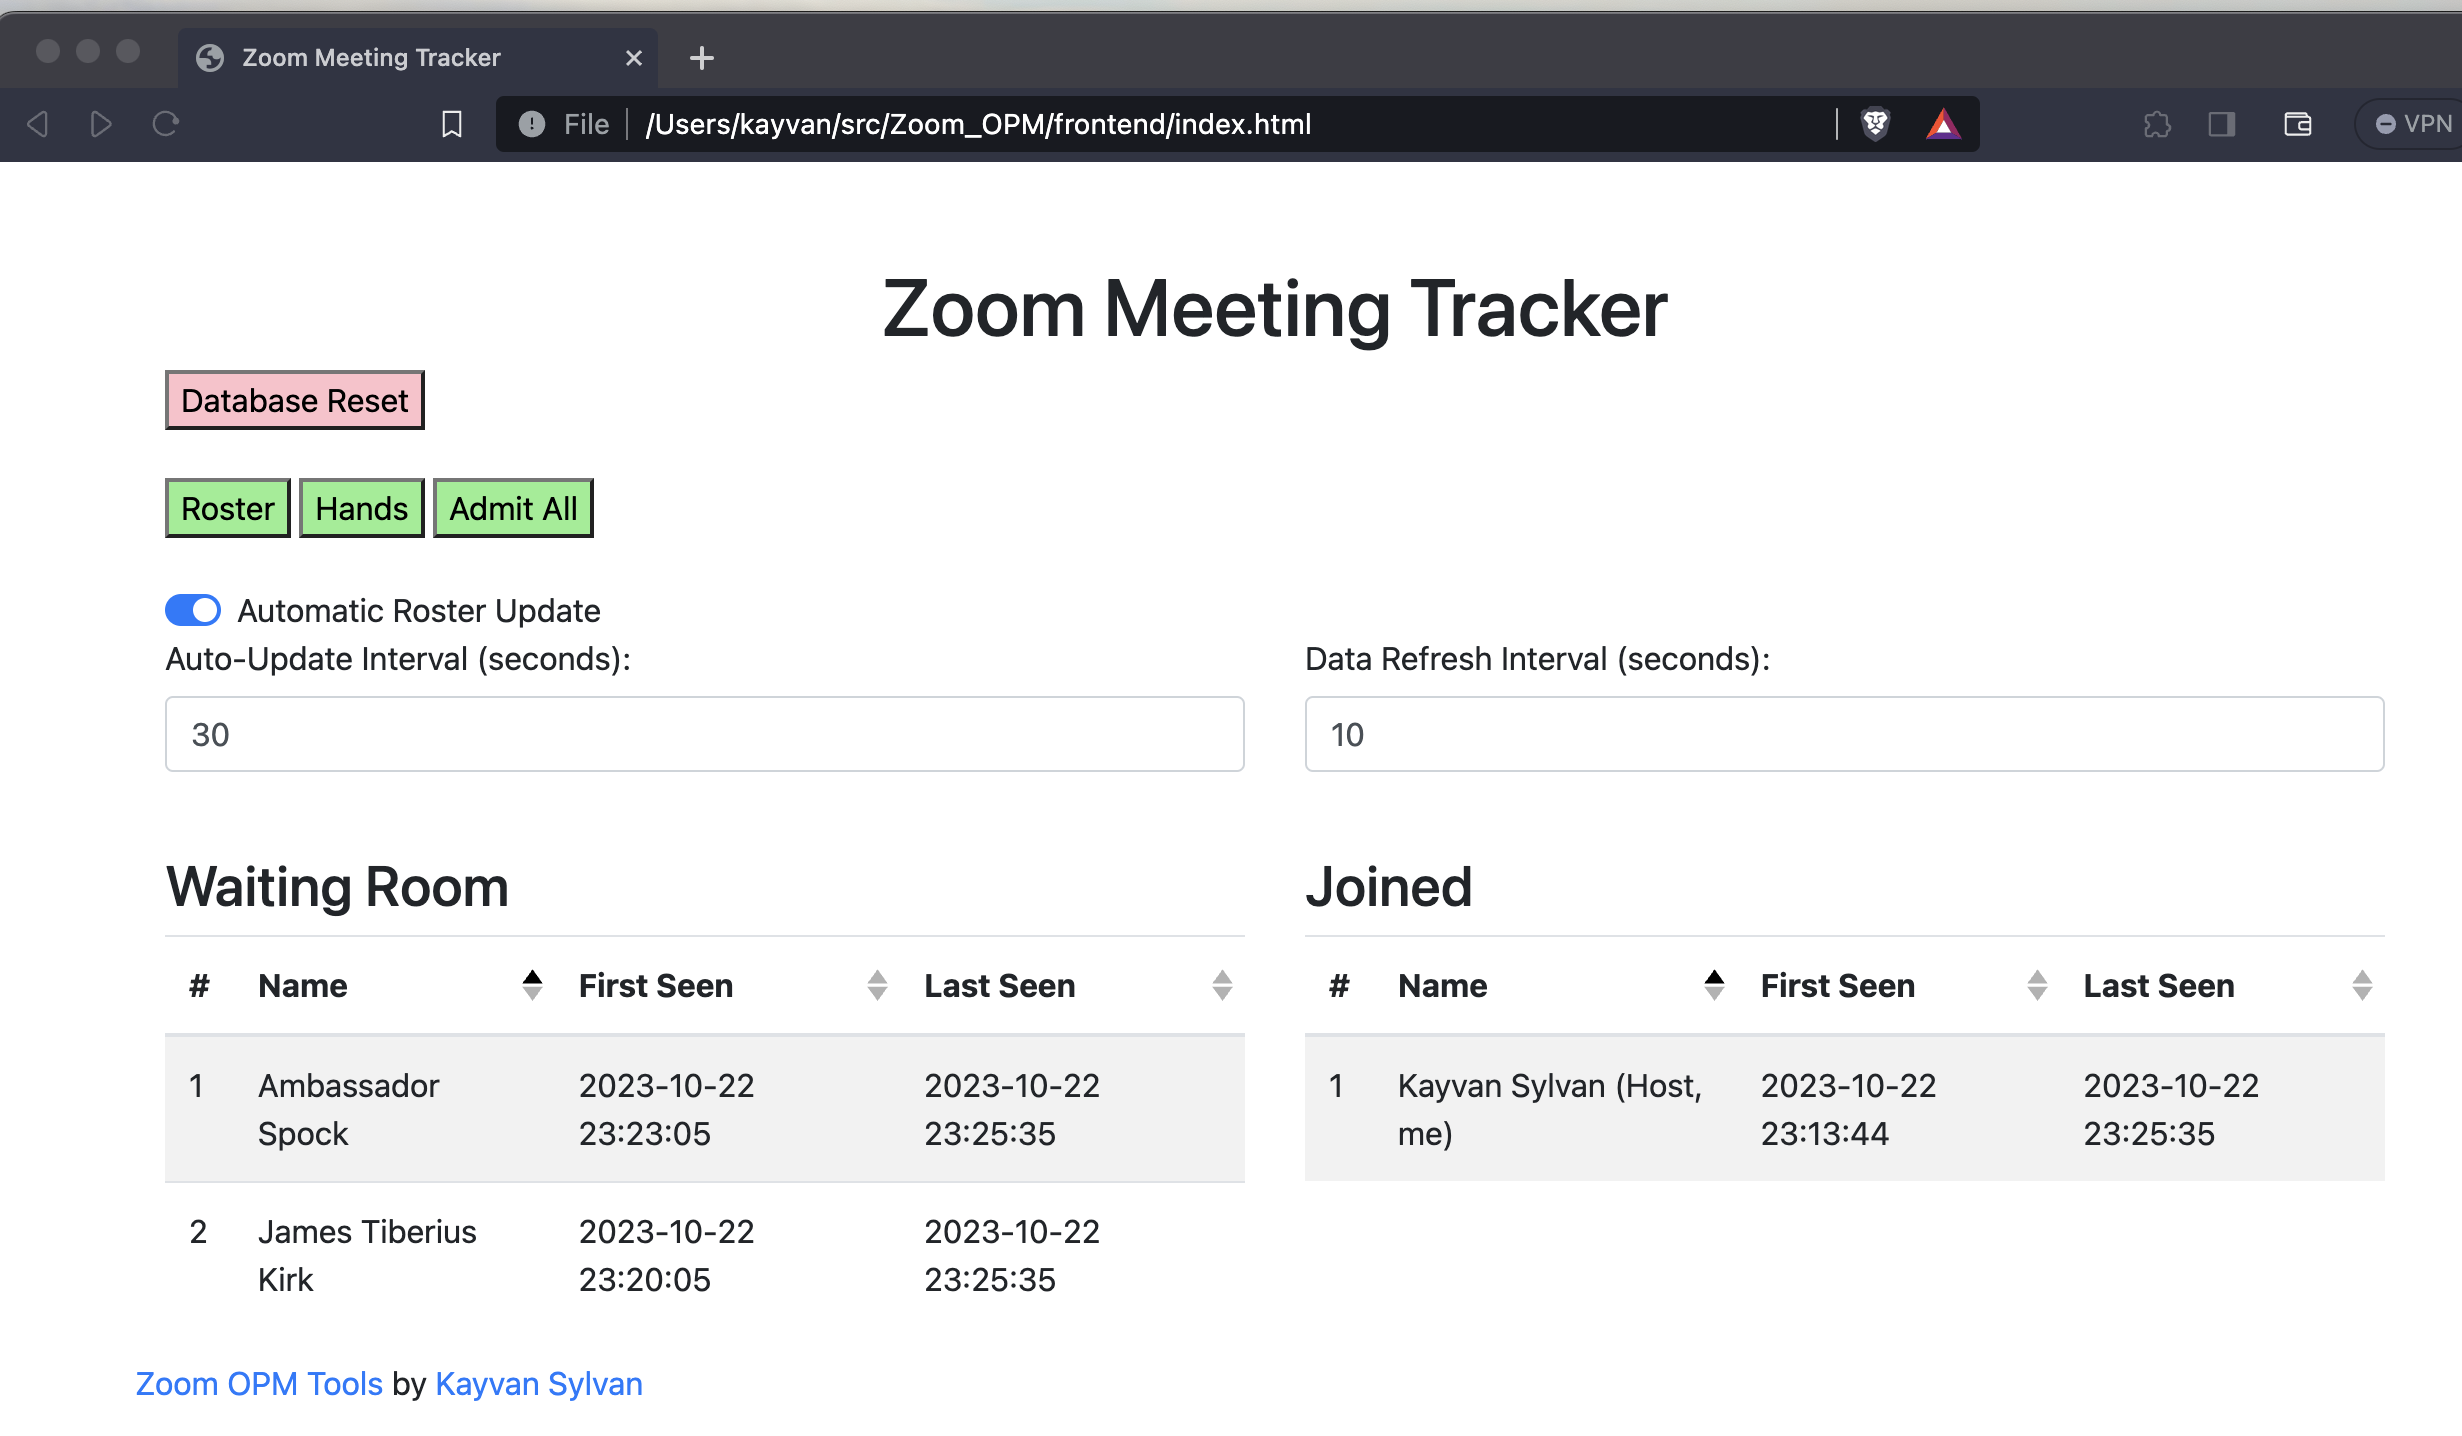 Zoom Meeting Tracker
File /Users/kayvan/src/Zoom_OPM/frontend/index.html
VPN
Zoom Meeting Tracker
Database Reset
Roster Hands Admit All
Automatic Roster Update
Auto-Update Interval (seconds):
30
Data Refresh Interval (seconds):
10
Waiting Room
# Name First Seen Last Seen
1 Ambassador 2023-10-22 2023-10-22
Spock 23:23:05 23:25:35
2 James Tiberius 2023-10-22 2023-10-22
Kirk 23:20:05 23:25:35
Joined
# Name First Seen Last Seen
1 Kayvan Sylvan (Host, 2023-10-22 2023-10-22
me) 23:13:44 23:25:35
Zoom OPM Tools by Kayvan Sylvan